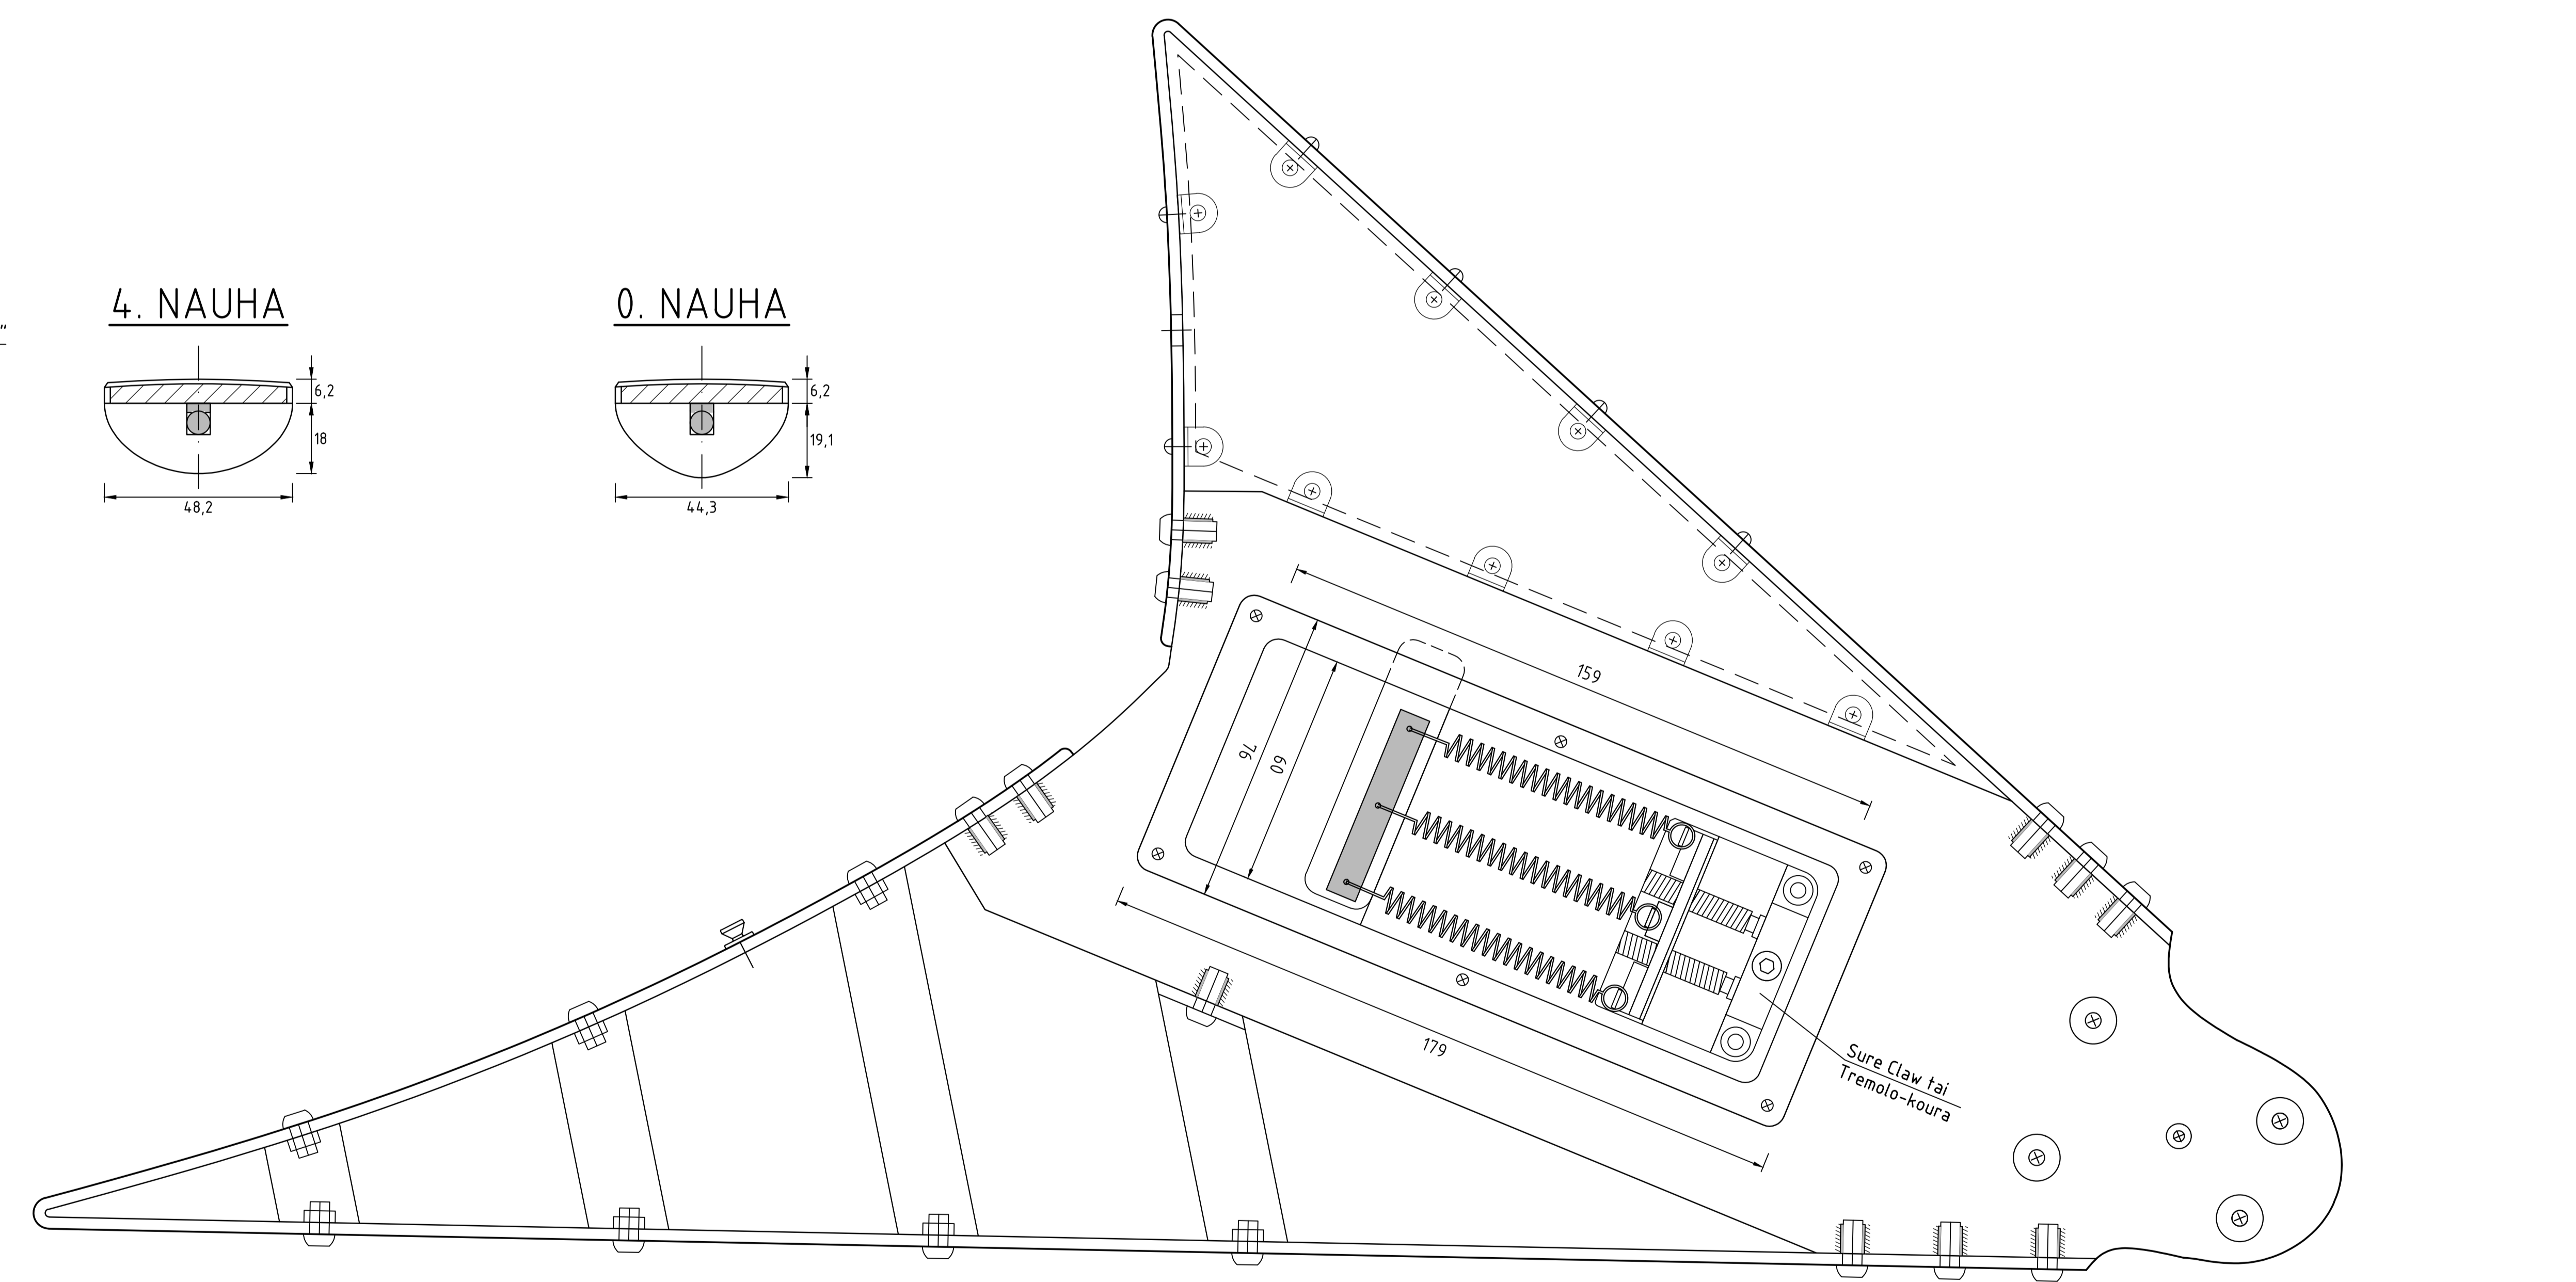 "
4. NAUHA
0. NAUHA
6,2
18
48,2
6,2
19,1
44,3
159
76
60
179
Sure Claw tai
Tremolo-koura